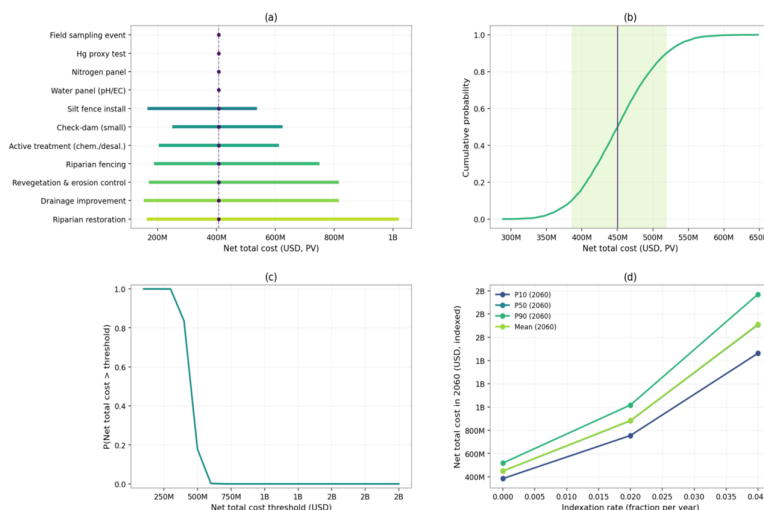 (a)
Field sampling event
Hg proxy test
Nitrogen panel
Water panel (pH/EC)
Silt fence install
Check-dam (small)
Active treatment (chem./desal.)
Riparian fencing
Revegetation & erosion control
Drainage improvement
Riparian restoration
200M 400M 600M 800M 1B
Net total cost (USD, PV)
(b)
Cumulative probability
1.0
0.8
0.6
0.4
0.2
0.0
300M 350M 400M 450M 500M 550M 600M 650M
Net total cost (USD, PV)
(c)
P(Net total cost > threshold)
1.0
0.8
0.6
0.4
0.2
0.0
250M 500M 750M 1B 1B 2B 2B 2B
Net total cost threshold (USD)
(d)
Net total cost in 2060 (USD, indexed)
2B
2B
2B
1B
1B
1B
800M
600M
400M
P10 (2060)
P50 (2060)
P90 (2060)
Mean (2060)
0.000 0.005 0.010 0.015 0.020 0.025 0.030 0.035 0.04
Indexation rate (fraction per year)